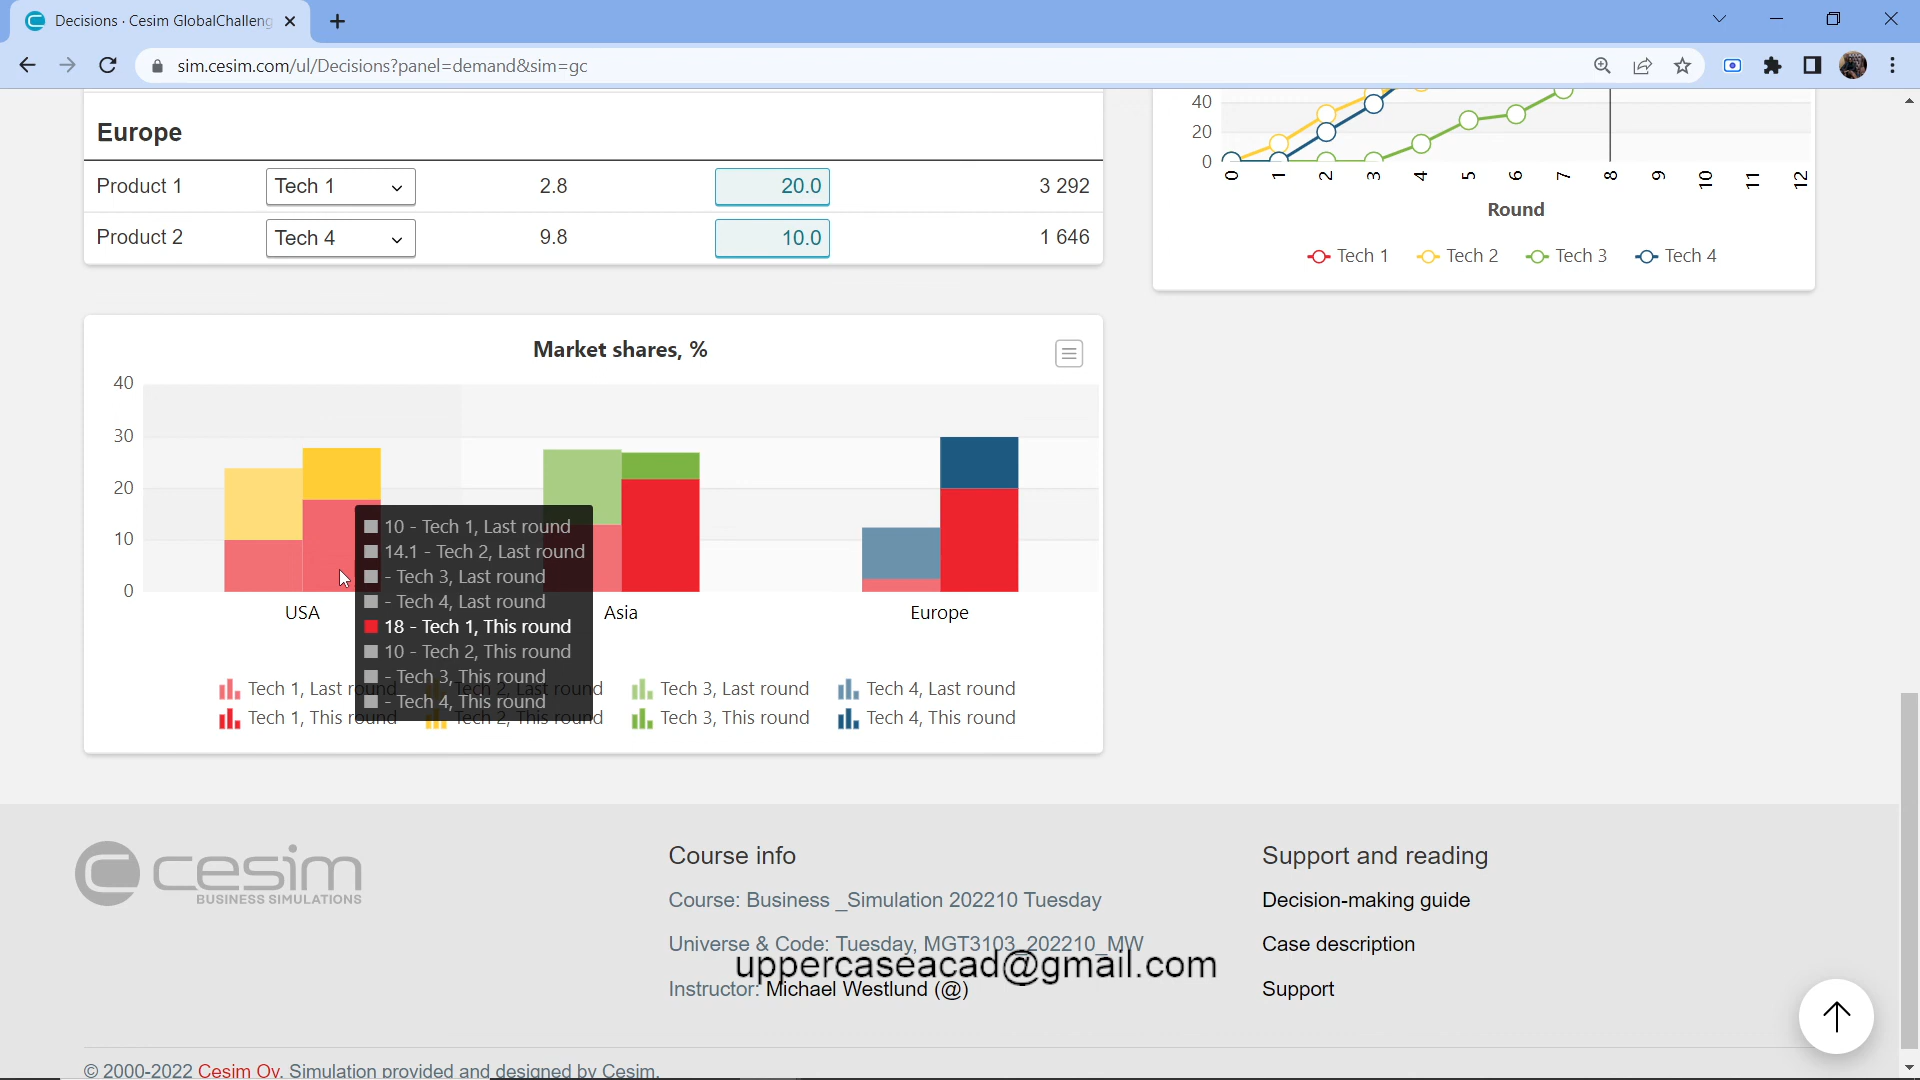 Decisions · Cesim GlobalChalleng
sim.cesim.com/ul/Decisions?panel=demand&sim=gc
Europe
Product 1 Tech 1 2.8 20.0 3 292
Product 2 Tech 4 9.8 10.0 1 646
40
20
0
0 1 2 3 4 5 6 7 8 9 10 11 12
Round
Tech 1 Tech 2 Tech 3 Tech 4
Market shares, %
40
30
20
10
0
USA Asia Europe
10 - Tech 1, Last round
14.1 - Tech 2, Last round
- Tech 3, Last round
- Tech 4, Last round
18 - Tech 1, This round
10 - Tech 2, This round
- Tech 3, This round
- Tech 4, This round
Tech 1, Last round Tech 2, Last round Tech 3, Last round Tech 4, Last round
Tech 1, This round Tech 2, This round Tech 3, This round Tech 4, This round
cesim
BUSINESS SIMULATIONS
Course info
Course: Business _Simulation 202210 Tuesday
Universe & Code: Tuesday, MGT3103_202210_MW
uppercaseacad@gmail.com
Instructor: Michael Westlund (@)
Support and reading
Decision-making guide
Case description
Support
© 2000-2022 Cesim Oy. Simulation provided and designed by Cesim.